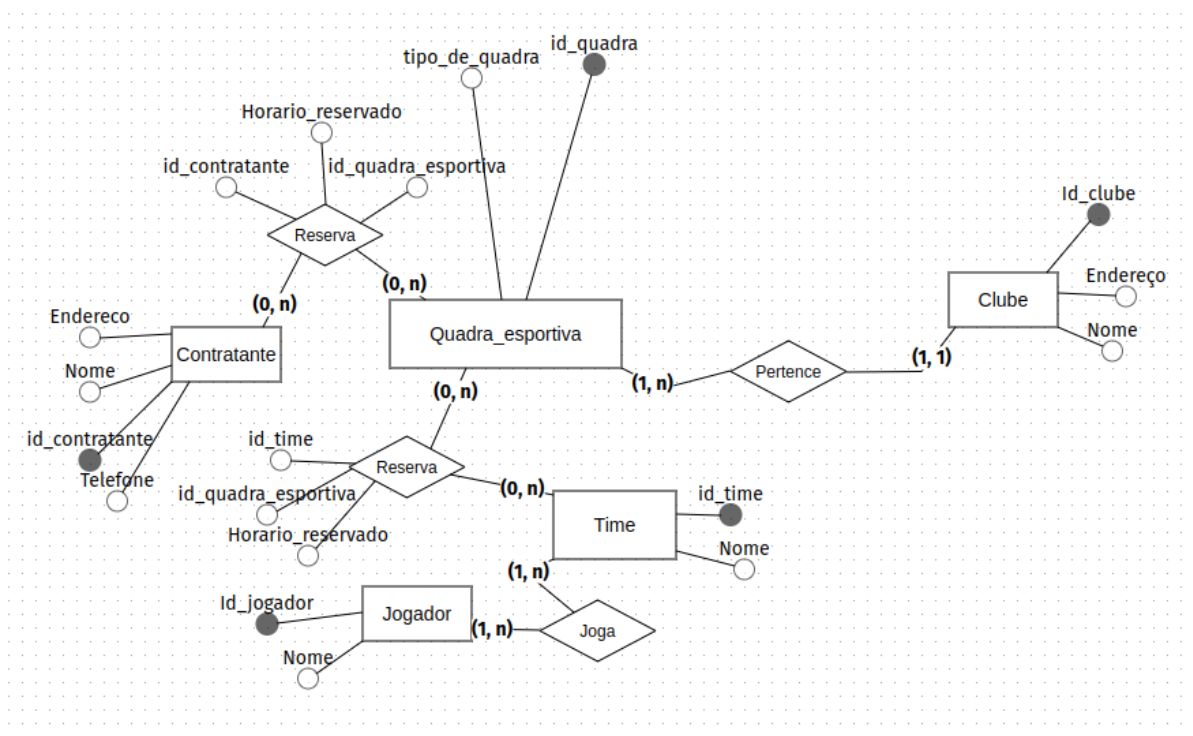 id_quadra
tipo_de_quadra
Horario_reservado
id_contratante
id_quadra_esportiva
Reserva
(0, n)
(0, n)
Id_clube
Endereço
Clube
Nome
(1, 1)
Endereco
Nome
Contratante
id_contratante
Telefone
Quadra_esportiva
(1, n)
Pertence
(0, n)
id_time
Reserva
id_quadra_esportiva
Horario_reservado
(0, n)
Time
id_time
Nome
(1, n)
Id_jogador
Jogador
(1, n)
Joga
Nome